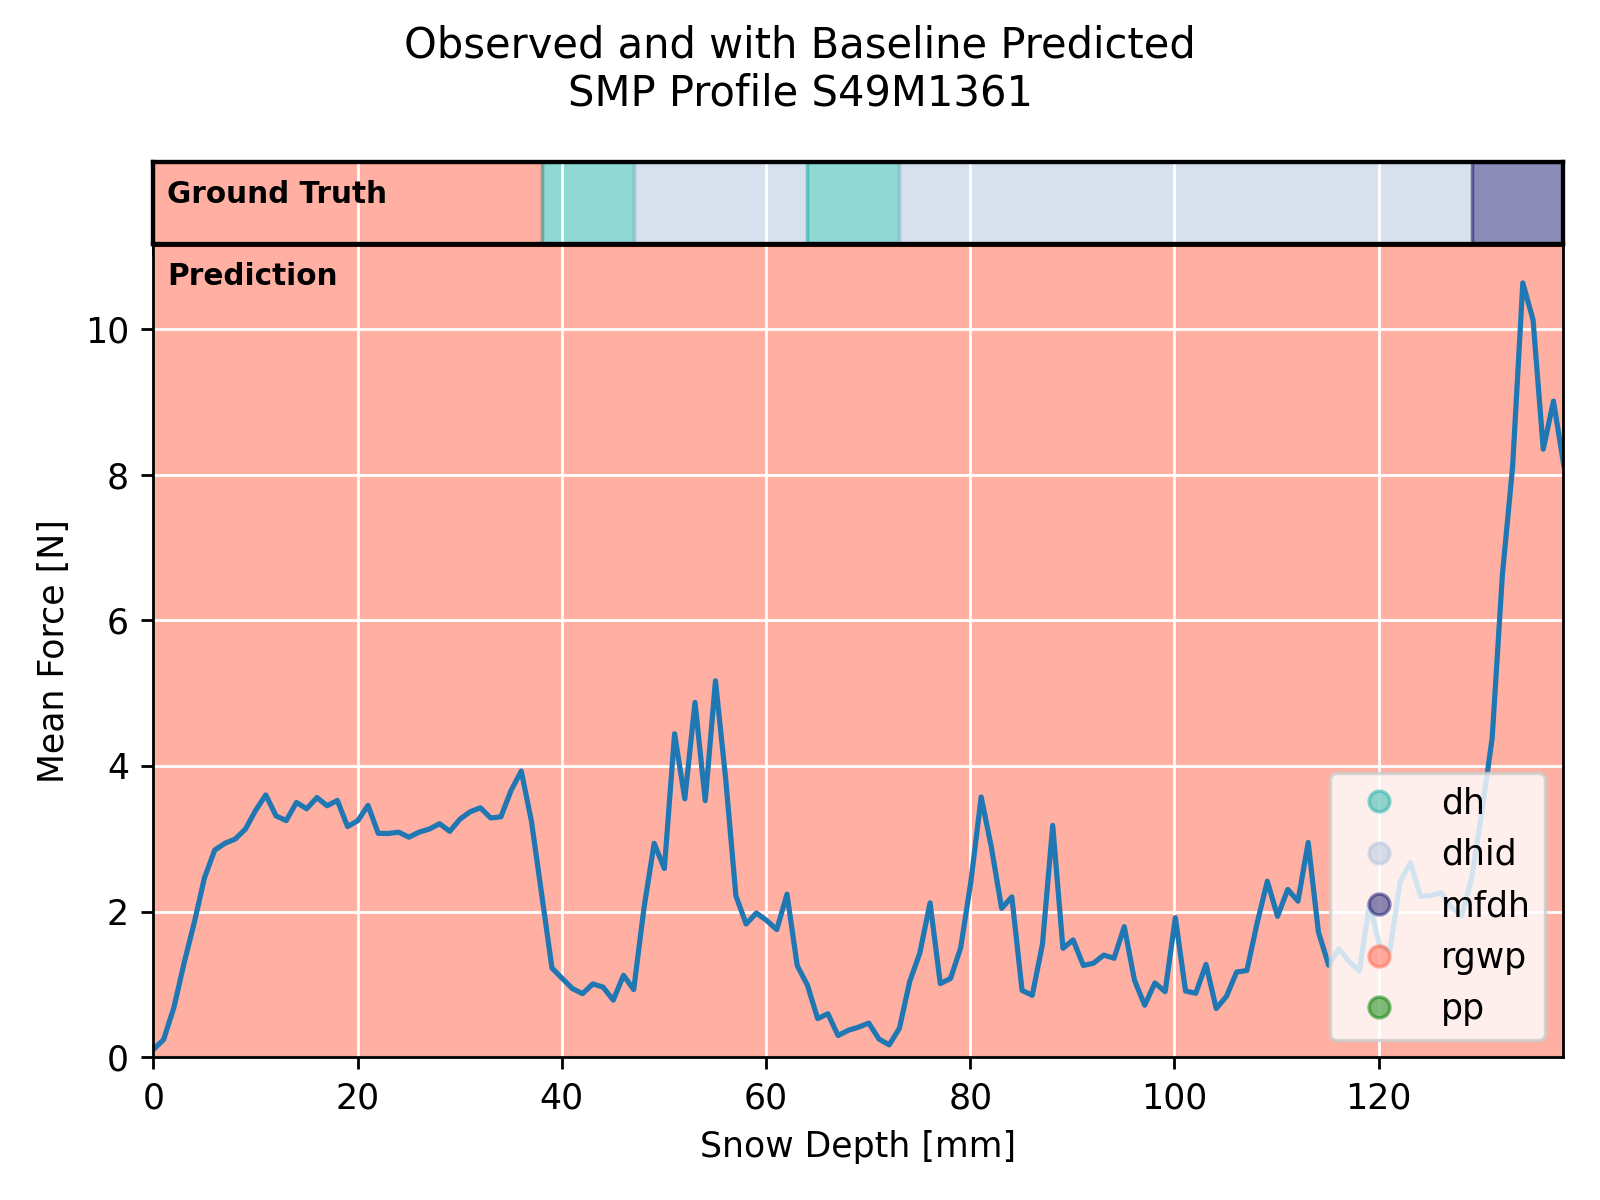 Observed and with Baseline Predicted
SMP Profile S49M1361
Ground Truth
Prediction
10
8
6
4
2
0
Mean Force [N]
dh
dhid
mfdh
rgwp
pp
0 20 40 60 80 100 120
Snow Depth [mm]